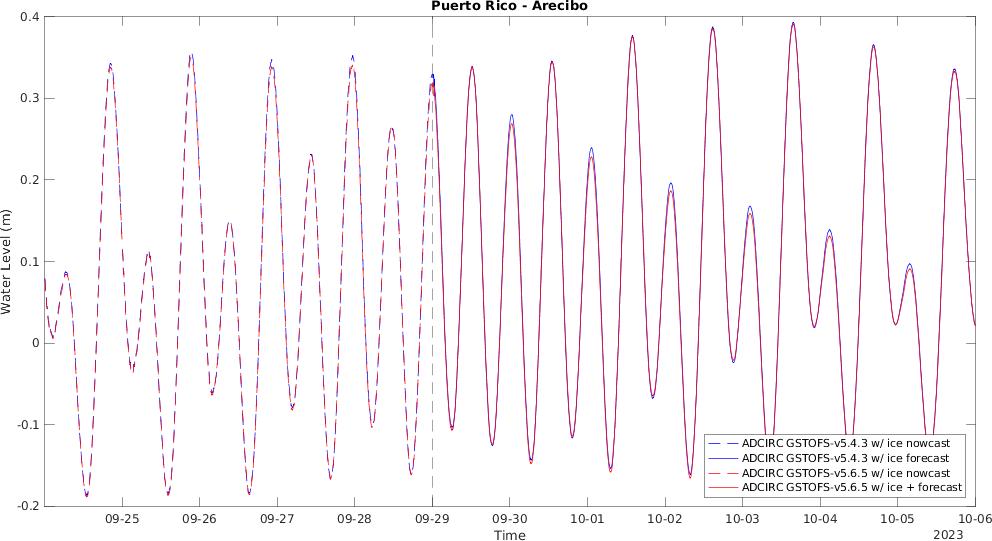 Puerto Rico - Arecibo
0.4
0.3
0.2
0.1
0
-0.1
-0.2
Water Level (m)
ADCIRC GSTOFS-v5.4.3 w/ ice nowcast
ADCIRC GSTOFS-v5.4.3 w/ ice forecast
ADCIRC GSTOFS-v5.6.5 w/ ice nowcast
ADCIRC GSTOFS-v5.6.5 w/ ice + forecast
09-25 09-26 09-27 09-28 09-29 09-30 10-01 10-02 10-03 10-04 10-05 10-06
Time
2023